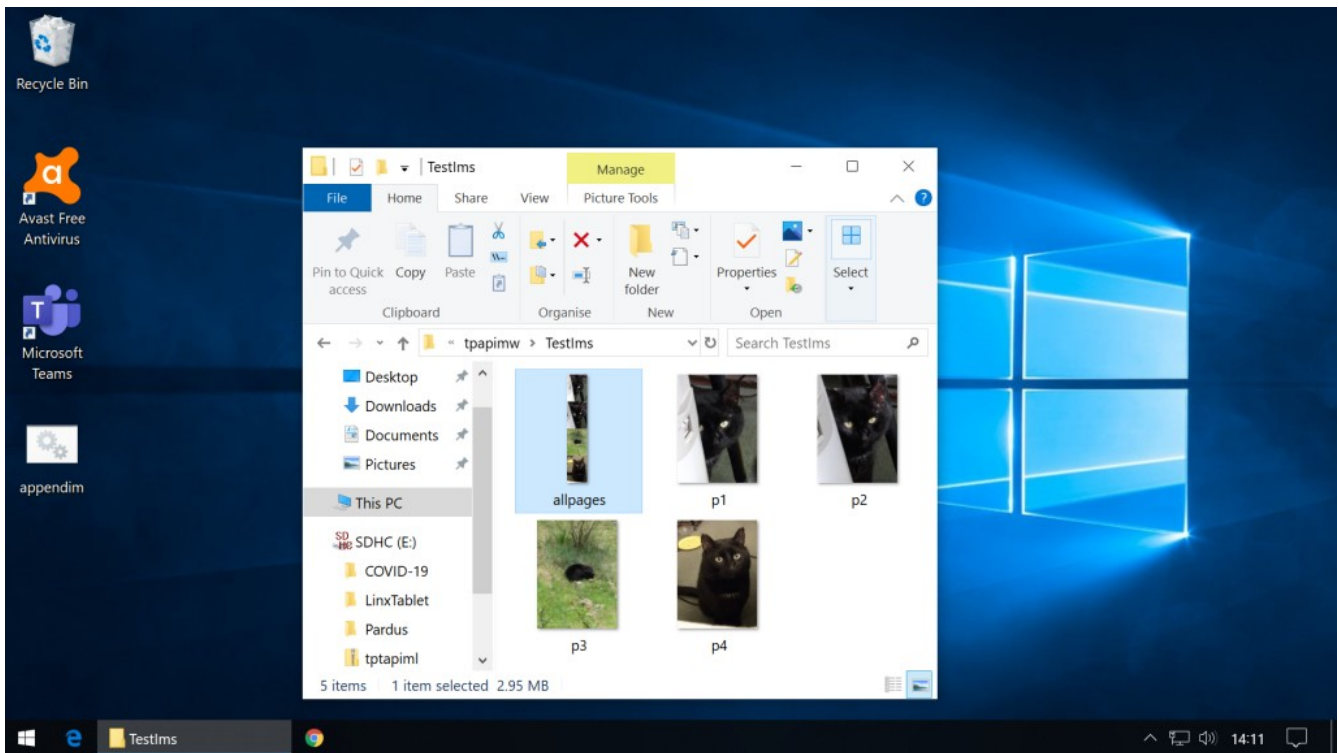 Recycle Bin
Avast Free
Antivirus
Microsoft
Teams
appendim
TestIms
Manage
File Home Share View Picture Tools
Pin to Quick
access
Copy
Paste
New
folder
Properties
Select
Clipboard Organise New Open
tpapimw > TestIms
Search TestIms
Desktop
Downloads
Documents
Pictures
This PC
SDHC (E:)
COVID-19
LinxTablet
Pardus
tptapiml
allpages p1 p2
p3 p4
5 items 1 item selected 2.95 MB
TestIms
14:11